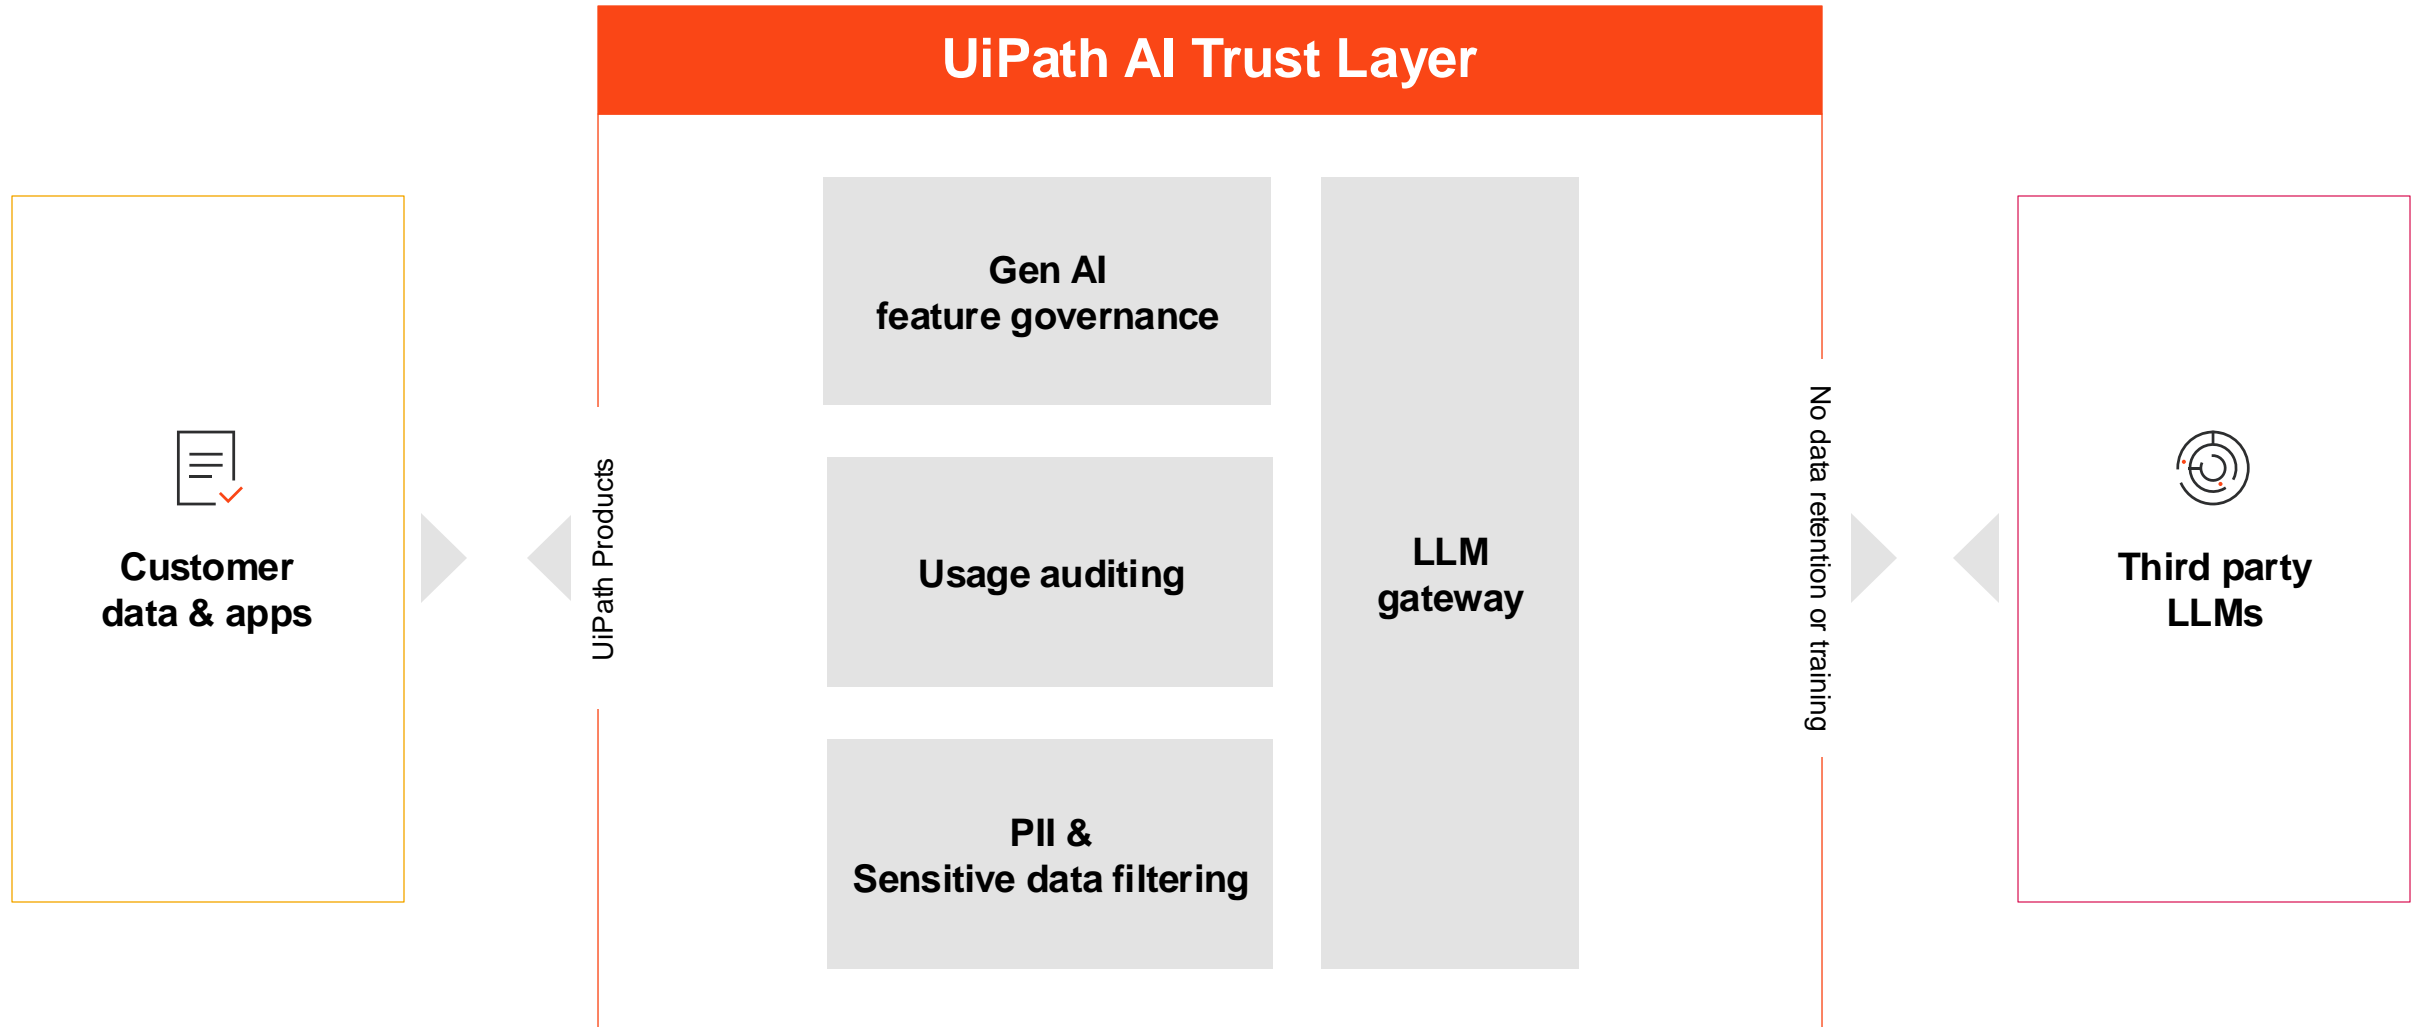 UiPath AI Trust Layer
Customer
data & apps
UiPath Products
Gen AI
feature governance
Usage auditing
PII &
Sensitive data filtering
LLM
gateway
No data retention or training
Third party
LLMs